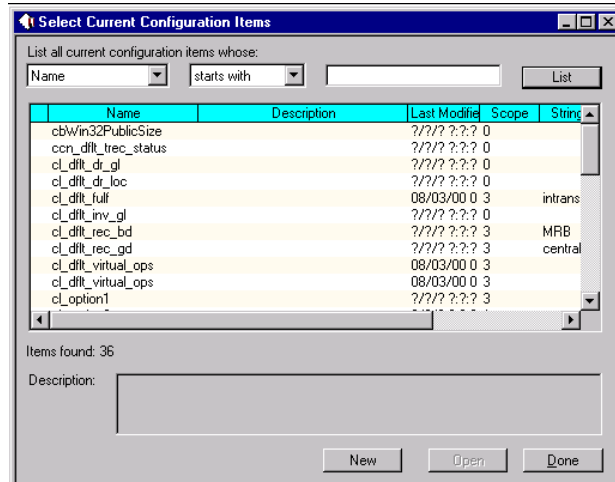 Select Current Configuration Items
List all current configuration items whose:
Name starts with List
Name Description Last Modifie Scope String
cbWin32PublicSize ?/?/? ?:?:? 0
ccn_dflt_trec_status ?/?/? ?:?:? 0
cl_dflt_dr_gl ?/?/? ?:?:? 0
cl_dflt_dr_loc ?/?/? ?:?:? 0
cl_dflt_fulf 08/03/00 0 3 intrans
cl_dflt_inv_gl ?/?/? ?:?:? 0
cl_dflt_rec_bd ?/?/? ?:?:? 3 MRB
cl_dflt_rec_gd ?/?/? ?:?:? 3 central
cl_dflt_virtual_ops 08/03/00 0 3
cl_dflt_virtual_ops 08/03/00 0 3
cl_option1 ?/?/? ?:?:? 3
Items found: 36
Description:
New Open Done